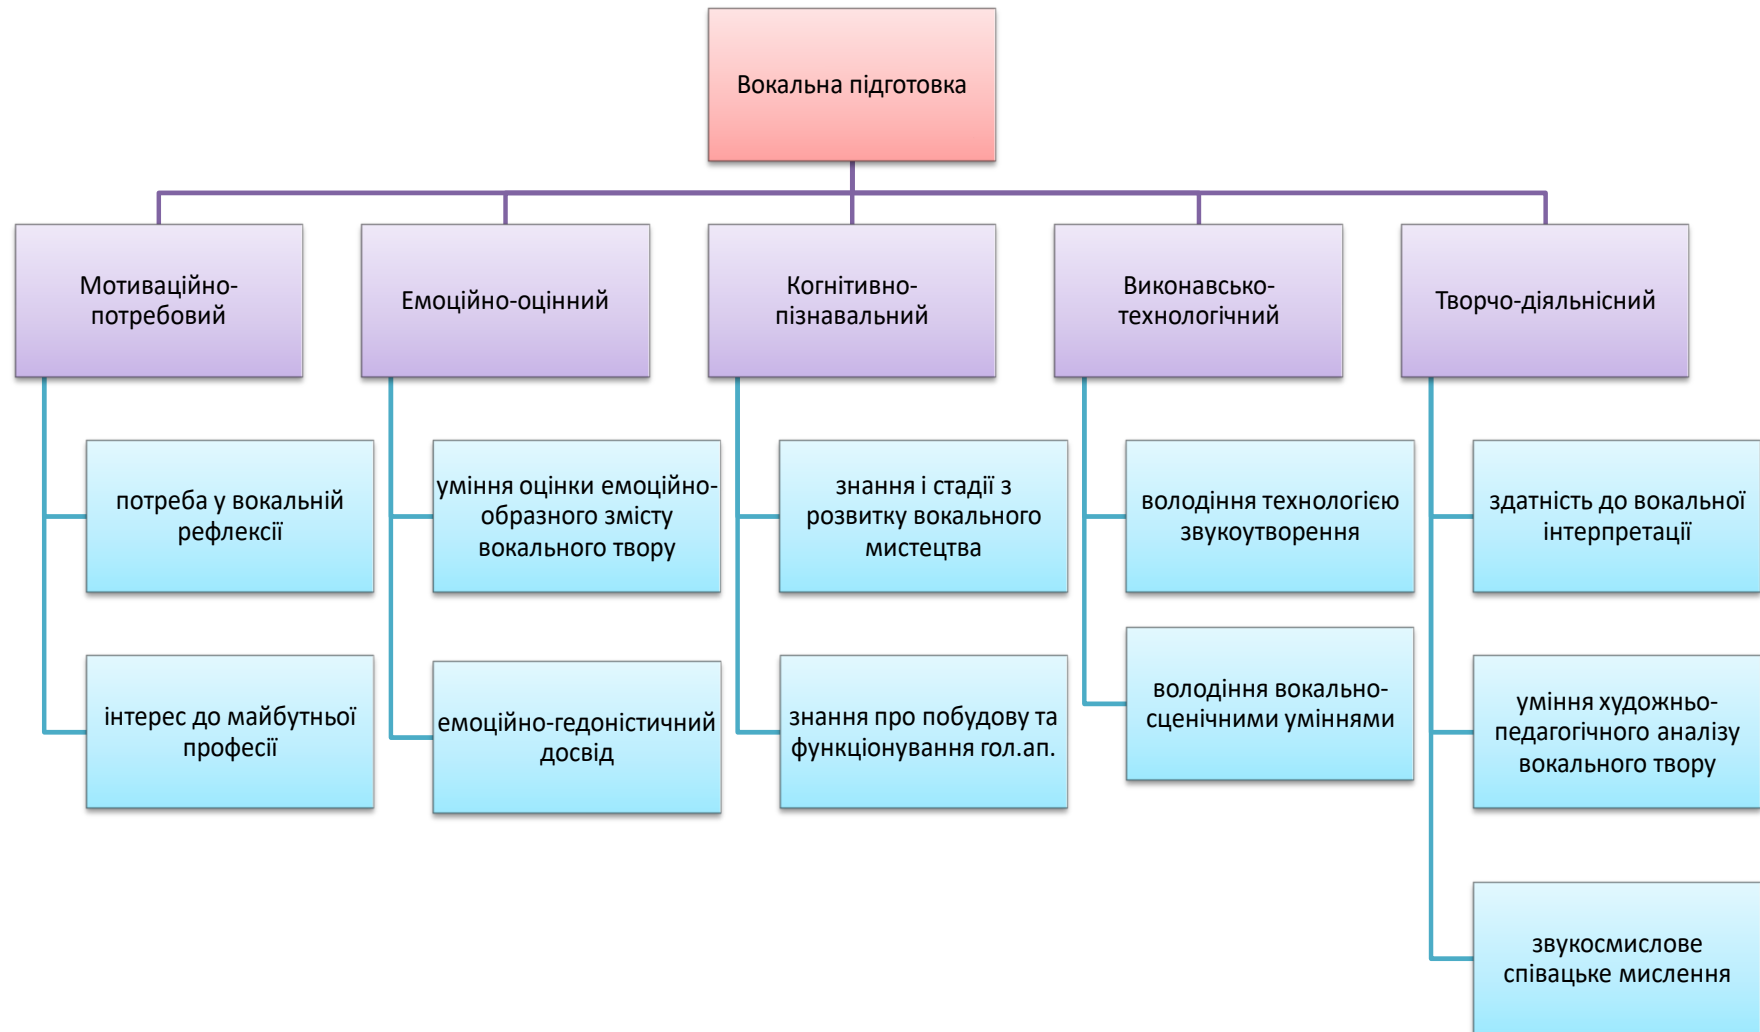 Вокальна підготовка
Мотиваційно-
потребовий
Емоційно-оцінний
Когнітивно-
пізнавальний
Виконавсько-
технологічний
Творчо-діяльнісний
потреба у вокальній
рефлексії
уміння оцінки емоційно-
образного змісту
вокального твору
знання і стадії з
розвитку вокального
мистецтва
володіння технологією
звукоутворення
здатність до вокальної
інтерпретації
інтерес до майбутньої
професії
емоційно-гедоністичний
досвід
знання про побудову та
функціонування гол.ап.
володіння вокально-
сценічними уміннями
уміння художньо-
педагогічного аналізу
вокального твору
звукосмислове
співацьке мислення